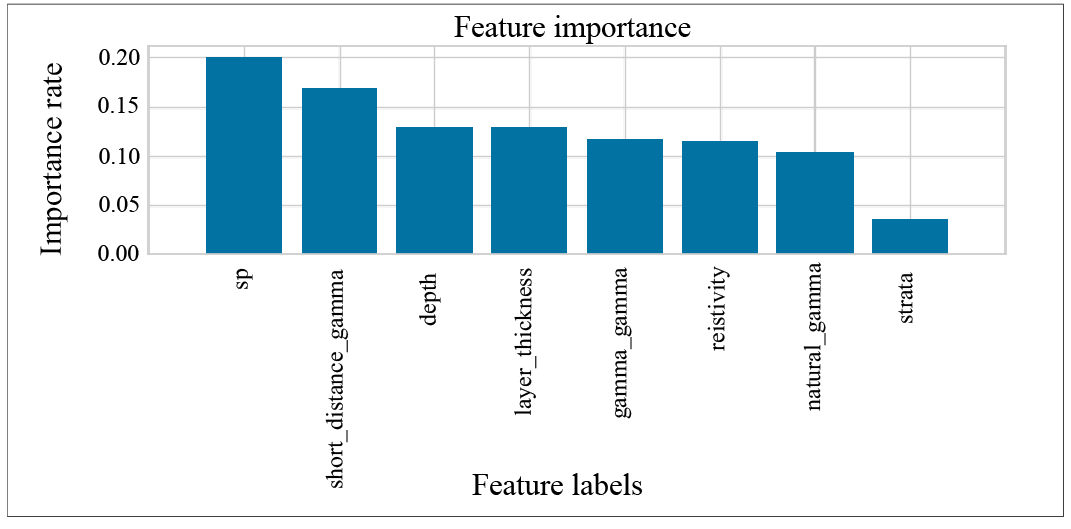 Feature importance
Importance rate
0.20
0.15
0.10
0.05
0.00
sp
short_distance_gamma
depth
layer_thickness
gamma_gamma
reistivity
natural_gamma
strata
Feature labels